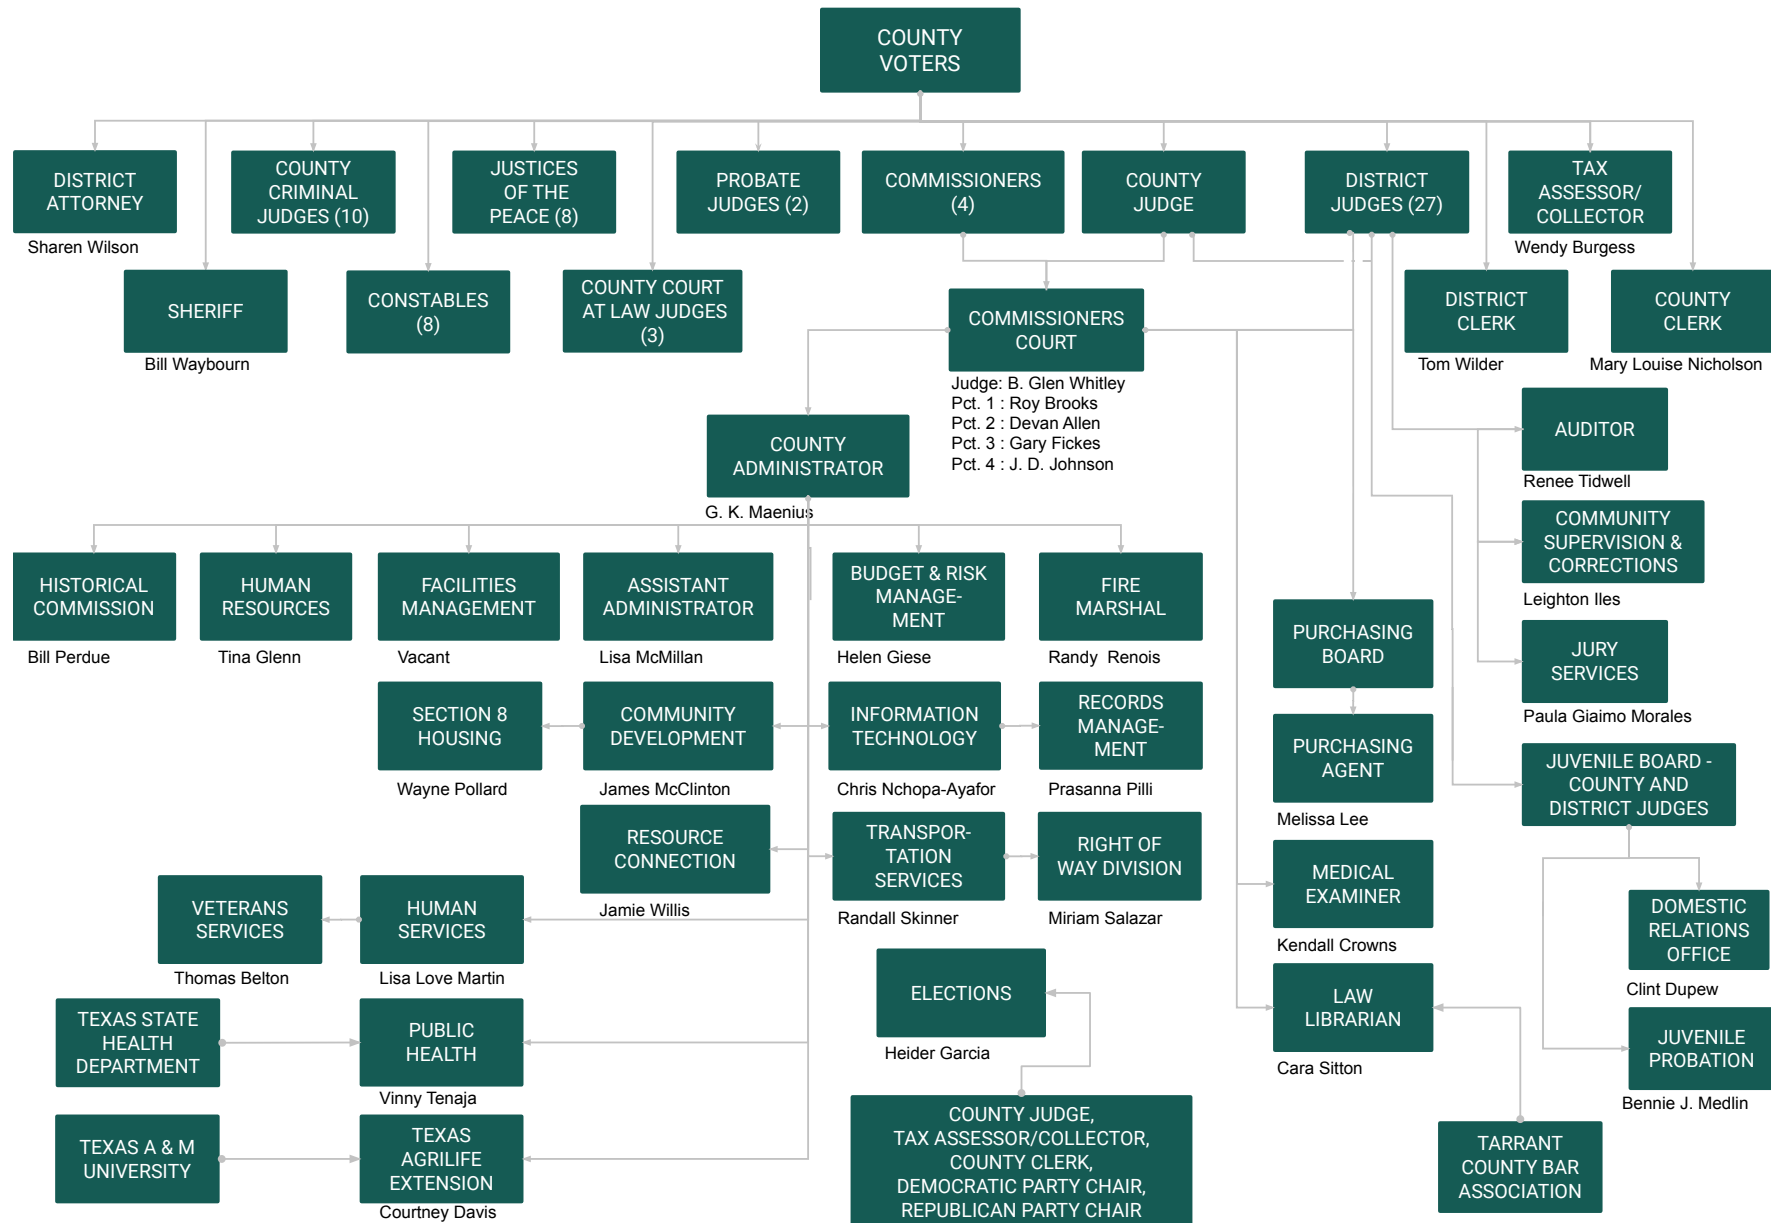 COUNTY
VOTERS
DISTRICT
ATTORNEY
Sharen Wilson
COUNTY
CRIMINAL
JUDGES (10)
JUSTICES
OF THE
PEACE (8)
PROBATE
JUDGES (2)
COMMISSIONERS
(4)
COUNTY
JUDGE
DISTRICT
JUDGES (27)
TAX
ASSESSOR/
COLLECTOR
Wendy Burgess
SHERIFF
Bill Waybourn
CONSTABLES
(8)
COUNTY COURT
AT LAW JUDGES
(3)
COMMISSIONERS
COURT
Judge: B. Glen Whitley
Pct. 1 : Roy Brooks
Pct. 2 : Devan Allen
Pct. 3 : Gary Fickes
Pct. 4 : J. D. Johnson
DISTRICT
CLERK
Tom Wilder
COUNTY
CLERK
Mary Louise Nicholson
COUNTY
ADMINISTRATOR
G. K. Maenius
AUDITOR
Renee Tidwell
COMMUNITY
SUPERVISION &
CORRECTIONS
Leighton Iles
HISTORICAL
COMMISSION
Bill Perdue
HUMAN
RESOURCES
Tina Glenn
FACILITIES
MANAGEMENT
Vacant
ASSISTANT
ADMINISTRATOR
Lisa McMillan
BUDGET & RISK
MANAGE-
MENT
Helen Giese
FIRE
MARSHAL
Randy  Renois
PURCHASING
BOARD
JURY
SERVICES
Paula Giaimo Morales
SECTION 8
HOUSING
Wayne Pollard
COMMUNITY
DEVELOPMENT
James McClinton
INFORMATION
TECHNOLOGY
Chris Nchopa-Ayafor
RECORDS
MANAGE-
MENT
Prasanna Pilli
PURCHASING
AGENT
Melissa Lee
JUVENILE BOARD -
COUNTY AND
DISTRICT JUDGES
RESOURCE
CONNECTION
Jamie Willis
TRANSPOR-
TATION
SERVICES
Randall Skinner
RIGHT OF
WAY DIVISION
Miriam Salazar
MEDICAL
EXAMINER
Kendall Crowns
VETERANS
SERVICES
Thomas Belton
HUMAN
SERVICES
Lisa Love Martin
DOMESTIC
RELATIONS
OFFICE
Clint Dupew
ELECTIONS
Heider Garcia
LAW
LIBRARIAN
Cara Sitton
TEXAS STATE
HEALTH
DEPARTMENT
PUBLIC
HEALTH
Vinny Tenaja
JUVENILE
PROBATION
Bennie J. Medlin
TEXAS A & M
UNIVERSITY
TEXAS
AGRILIFE
EXTENSION
Courtney Davis
COUNTY JUDGE,
TAX ASSESSOR/COLLECTOR,
COUNTY CLERK,
DEMOCRATIC PARTY CHAIR,
REPUBLICAN PARTY CHAIR
TARRANT
COUNTY BAR
ASSOCIATION